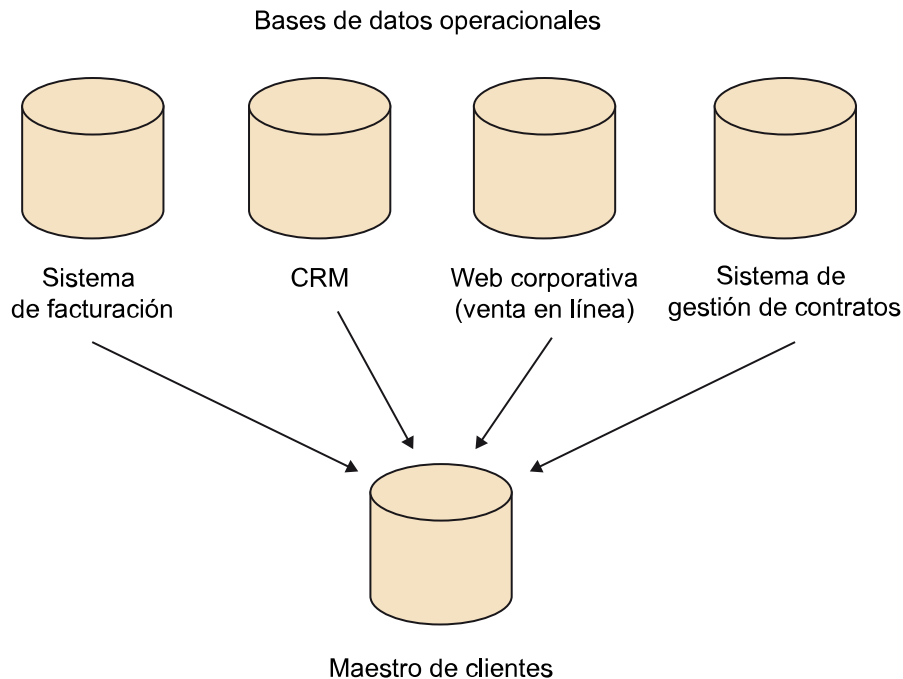 Bases de datos operacionales
Sistema
de facturación
CRM
Web corporativa
(venta en línea)
Sistema de
gestión de contratos
Maestro de clientes